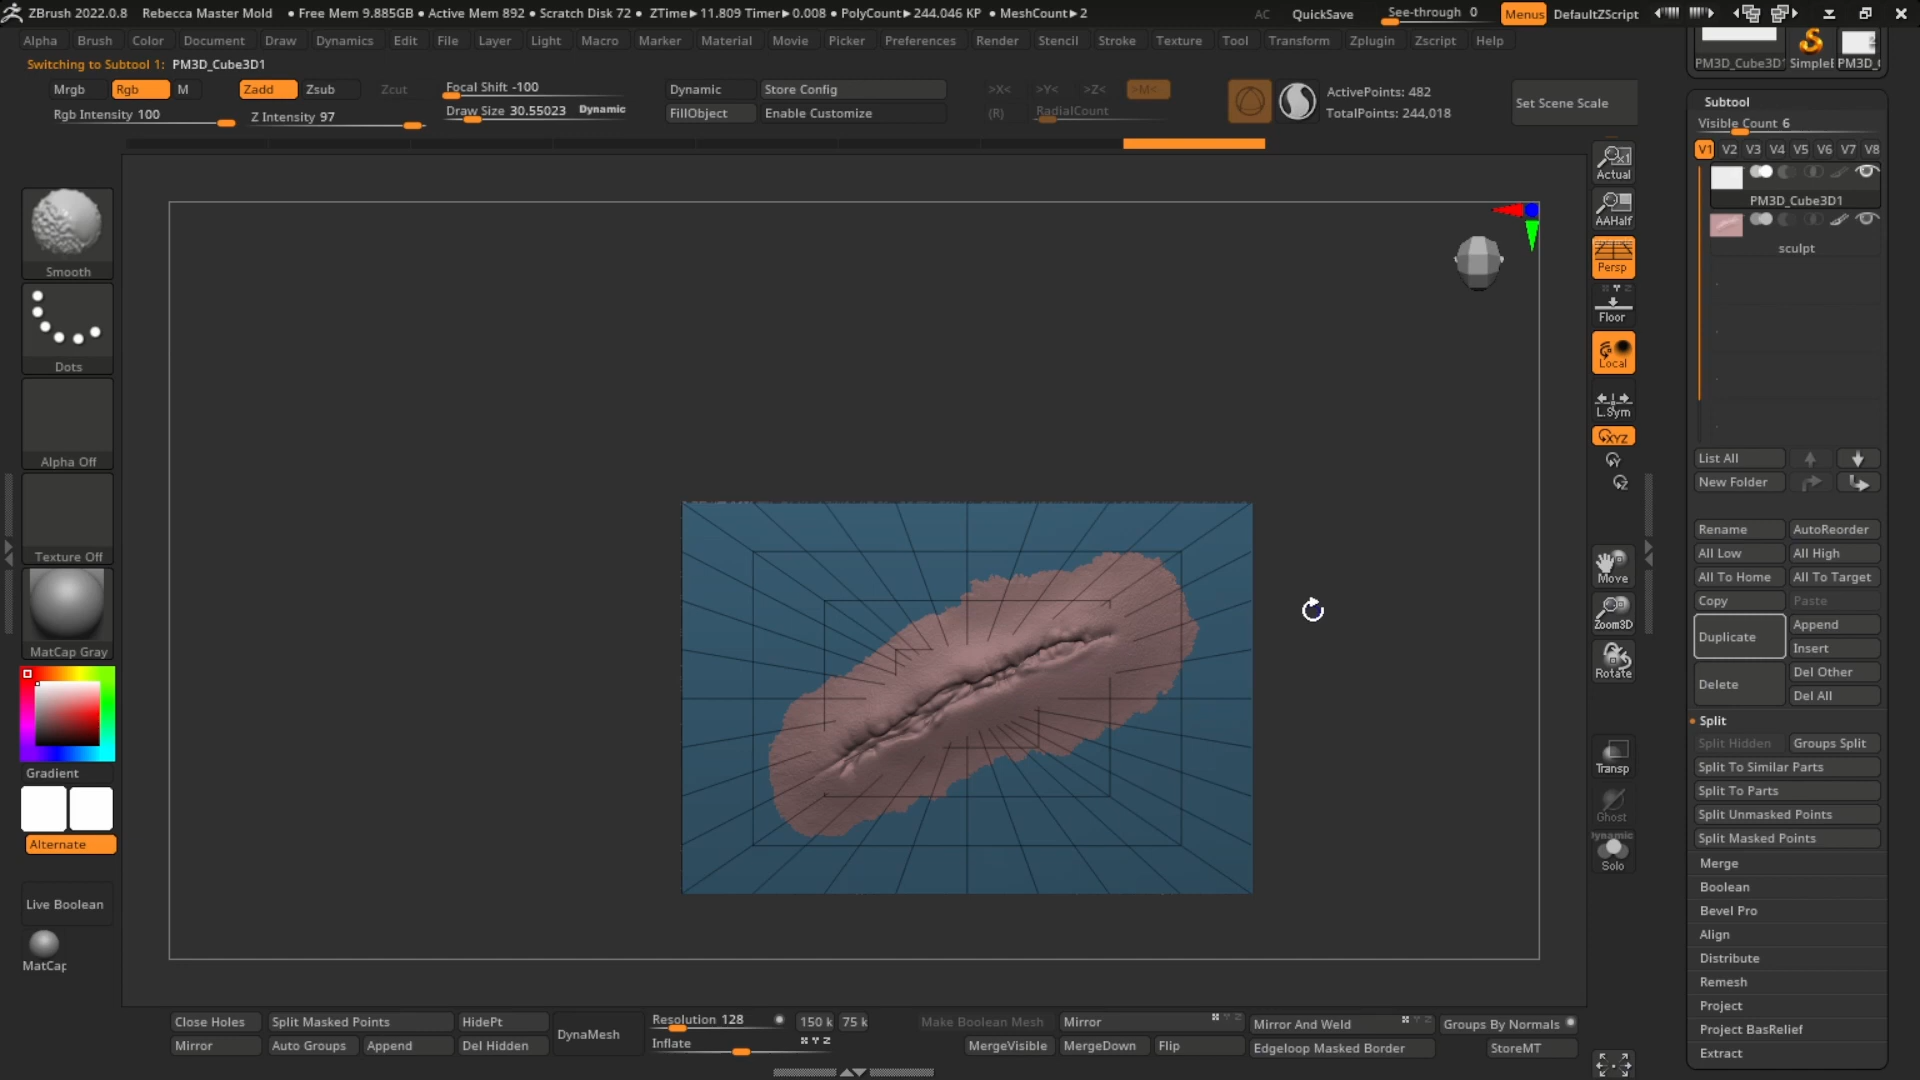 ZBrush 2022.0.8 Rebecca Master Mold • Free Mem 9.885GB • Active Mem 892 • Scratch Disk 72 • ZTime▶11.809 Timer▶0.008 • PolyCount▶244.046 KP • MeshCount▶2 AC QuickSave See-through 0 Menus DefaultZScript
Alpha Brush Color Document Draw Dynamics Edit File Layer Light Macro Marker Material Movie Picker Preferences Render Stencil Stroke Texture Tool Transform Zplugin Zscript Help
Switching to Subtool 1: PM3D_Cube3D1
Mrgb Rgb M Zadd Zsub Zcut Focal Shift -100 Dynamic Store Config >X< >Y< >Z< >M< ActivePoints: 482
Rgb Intensity 100 Z Intensity 97 Draw Size 30.55023 Dynamic FillObject Enable Customize (R) RadialCount TotalPoints: 244,018
Set Scene Scale
Smooth
Dots
Alpha Off
Texture Off
MatCap Gray
Gradient
Alternate
Live Boolean
MatCap
Actual
AAHalf
Persp
Floor
Local
L.Sym
XYZ
Y
Z
Move
Zoom3D
Rotate
Transp
Ghost
Dynamic
Solo
PM3D_Cube3D1 SimpleB PM3D_C
Subtool
Visible Count 6
V1 V2 V3 V4 V5 V6 V7 V8
PM3D_Cube3D1
sculpt
List All
New Folder
Rename AutoReorder
All Low All High
All To Home All To Target
Copy Paste
Duplicate Append
Insert
Delete Del Other
Del All
Split
Split Hidden Groups Split
Split To Similar Parts
Split To Parts
Split Unmasked Points
Split Masked Points
Merge
Boolean
Bevel Pro
Align
Distribute
Remesh
Project
Project BasRelief
Extract
Close Holes Split Masked Points HidePt DynaMesh Resolution 128 150 k 75 k Make Boolean Mesh Mirror Mirror And Weld Groups By Normals
Mirror Auto Groups Append Del Hidden Inflate X Y Z MergeVisible MergeDown Flip Edgeloop Masked Border StoreMT